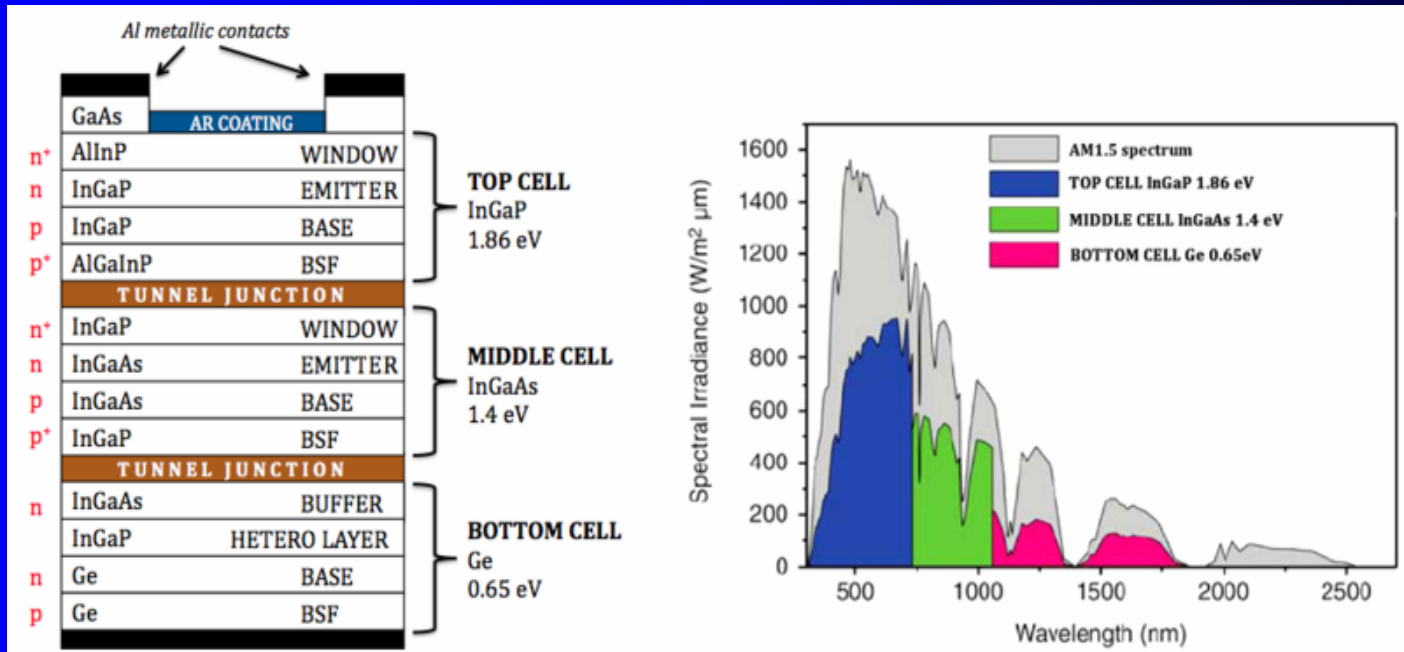 Al metallic contacts
GaAs
AR COATING
n⁺ AlInP WINDOW
n InGaP EMITTER
p InGaP BASE
p⁺ AlGaInP BSF
TUNNEL JUNCTION
n⁺ InGaP WINDOW
n InGaAs EMITTER
p InGaAs BASE
p⁺ InGaP BSF
TUNNEL JUNCTION
n InGaAs BUFFER
InGaP HETERO LAYER
n Ge BASE
p Ge BSF
TOP CELL
InGaP
1.86 eV
MIDDLE CELL
InGaAs
1.4 eV
BOTTOM CELL
Ge
0.65 eV
Spectral Irradiance (W/m² µm)
1600
1400
1200
1000
800
600
400
200
0
AM1.5 spectrum
TOP CELL InGaP 1.86 eV
MIDDLE CELL InGaAs 1.4 eV
BOTTOM CELL Ge 0.65eV
500 1000 1500 2000 2500
Wavelength (nm)